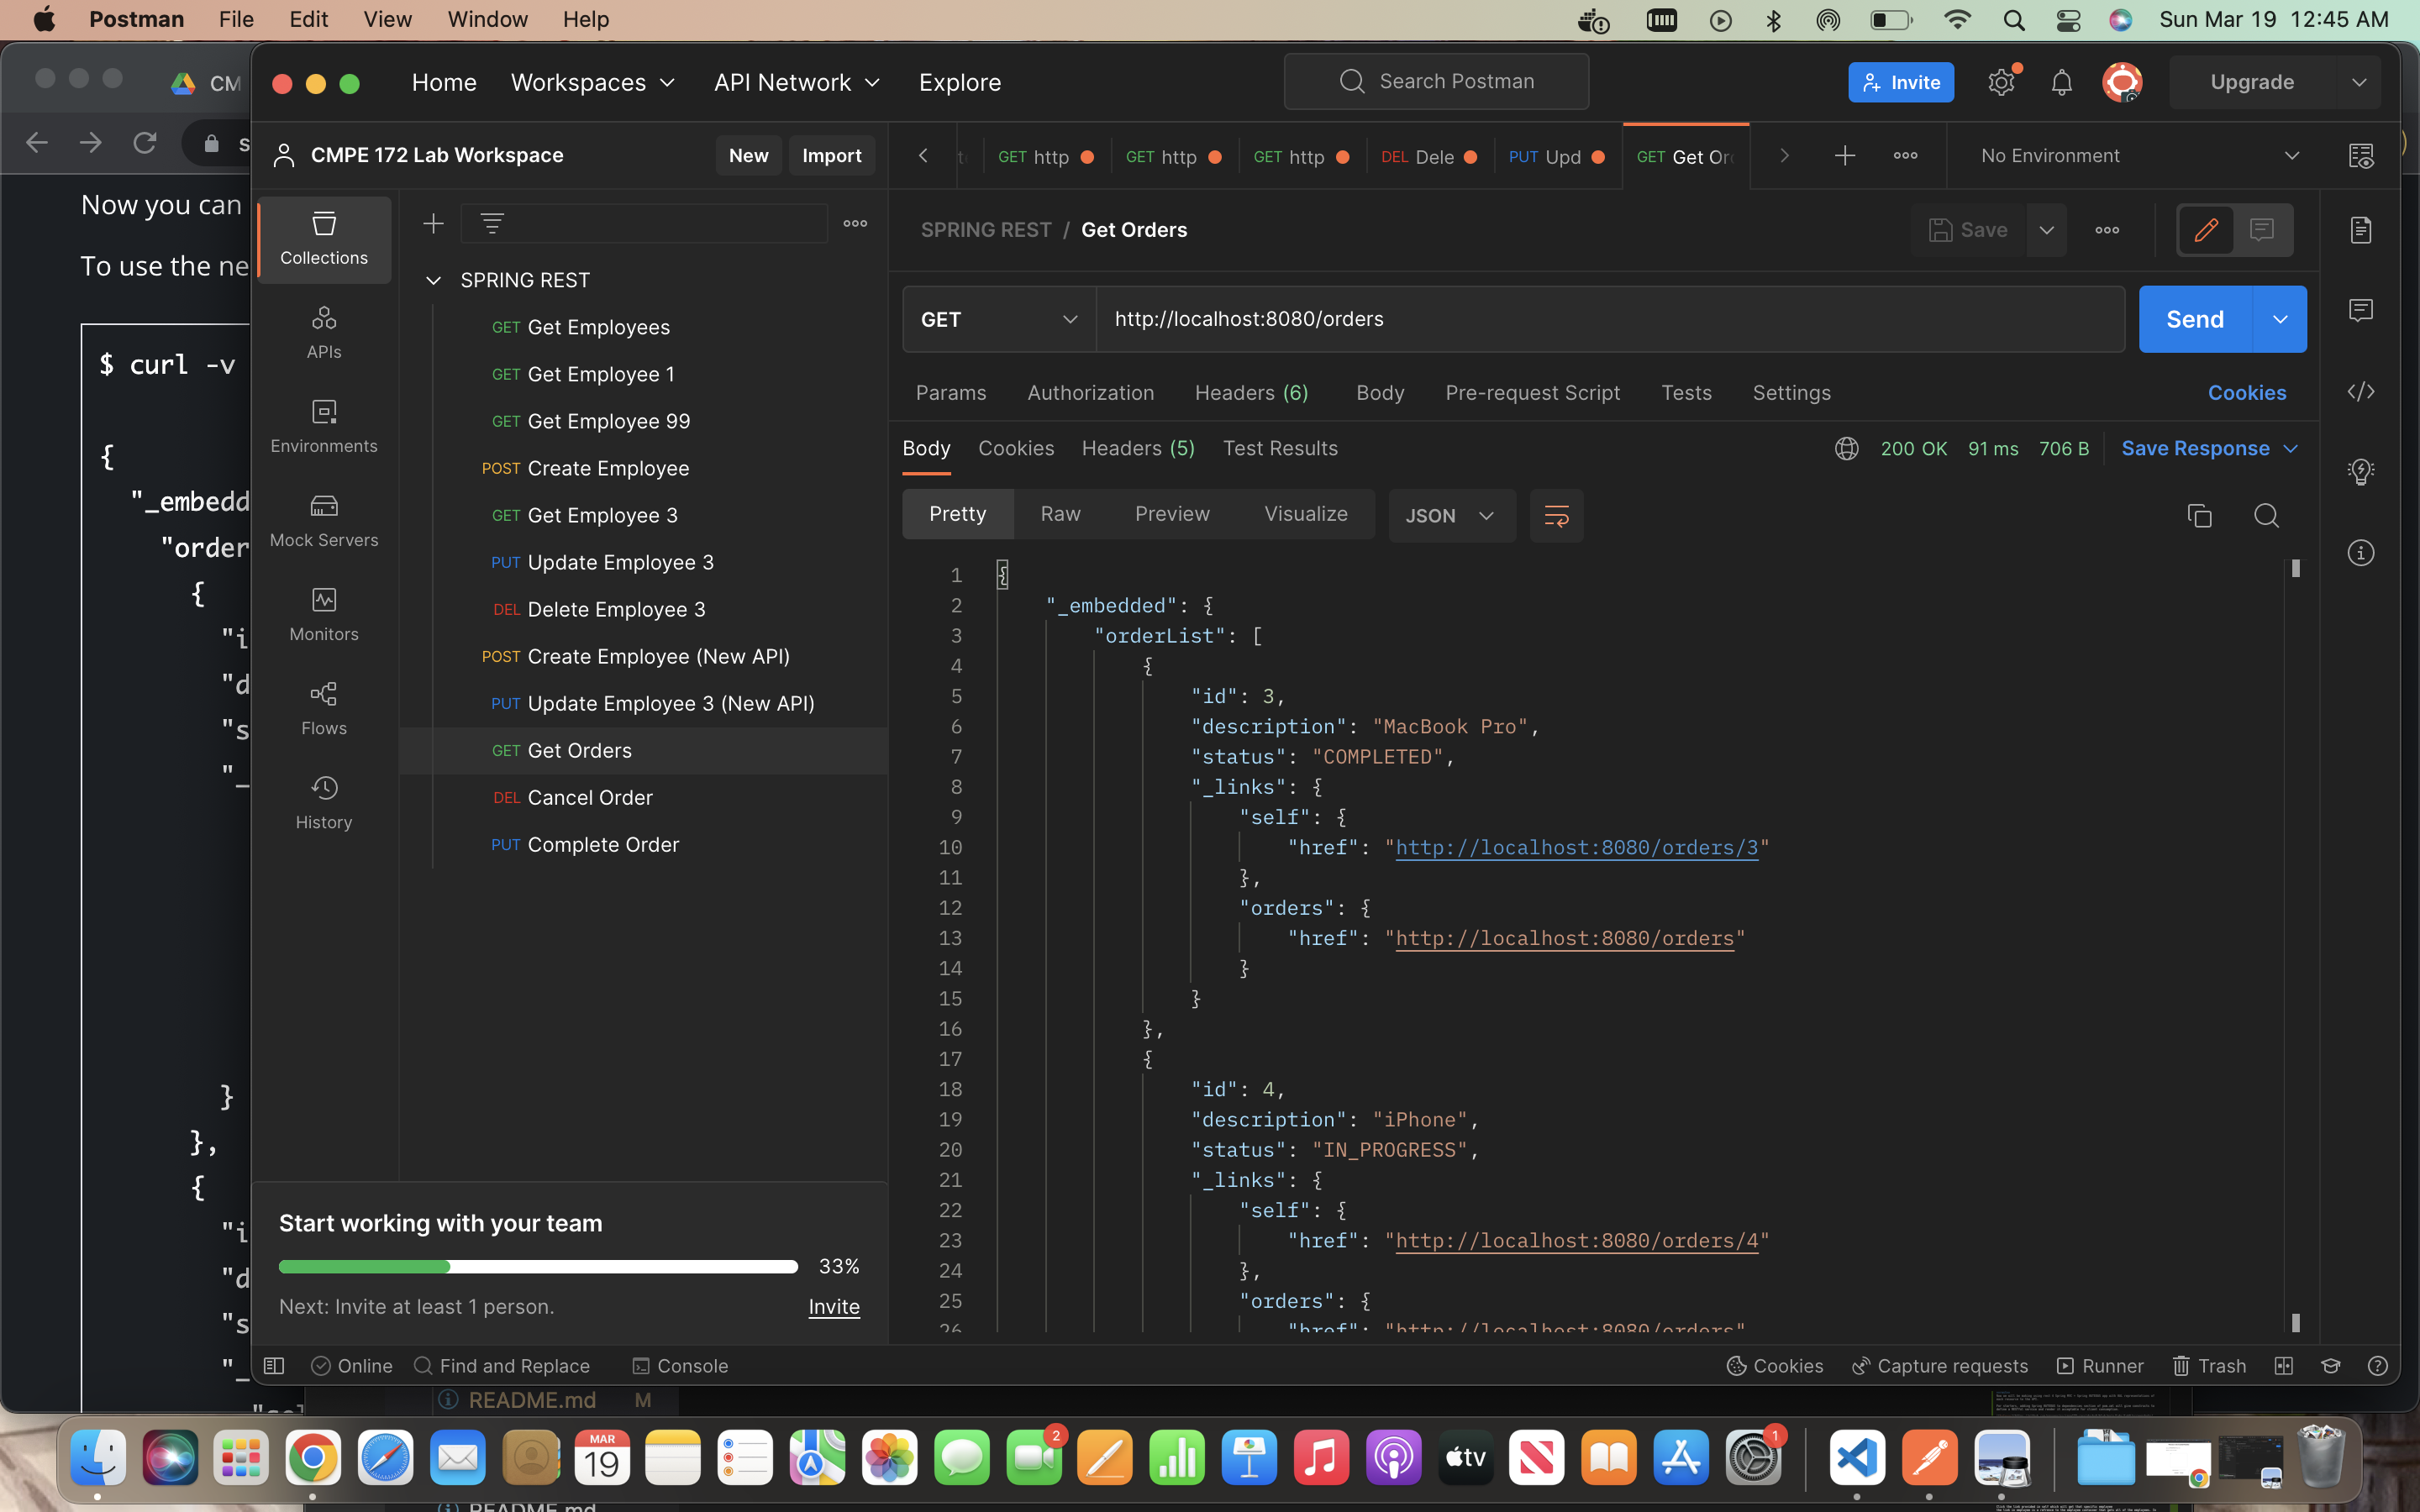 Postman File Edit View Window Help
Sun Mar 19 12:45 AM
CM
Home Workspaces API Network Explore
Search Postman
Invite
Upgrade
S
CMPE 172 Lab Workspace
New Import
GET http
GET http
GET http
DEL Dele
PUT Upd
GET Get Or
No Environment
Now you can
To use the ne
$ curl -v
{
"_embedd
"order
{
"i
"d
"s
"_
}
},
{
"i
"d
"s
"_
Collections
APIs
Environments
Mock Servers
Monitors
Flows
History
SPRING REST
GET Get Employees
GET Get Employee 1
GET Get Employee 99
POST Create Employee
GET Get Employee 3
PUT Update Employee 3
DEL Delete Employee 3
POST Create Employee (New API)
PUT Update Employee 3 (New API)
GET Get Orders
DEL Cancel Order
PUT Complete Order
Start working with your team
33%
Next: Invite at least 1 person. Invite
SPRING REST / Get Orders
Save
GET http://localhost:8080/orders
Send
Params Authorization Headers (6) Body Pre-request Script Tests Settings Cookies
Body Cookies Headers (5) Test Results 200 OK 91 ms 706 B Save Response
Pretty Raw Preview Visualize JSON
1 {
2 "_embedded": {
3 "orderList": [
4 {
5 "id": 3,
6 "description": "MacBook Pro",
7 "status": "COMPLETED",
8 "_links": {
9 "self": {
10 "href": "http://localhost:8080/orders/3"
11 },
12 "orders": {
13 "href": "http://localhost:8080/orders"
14 }
15 }
16 },
17 {
18 "id": 4,
19 "description": "iPhone",
20 "status": "IN_PROGRESS",
21 "_links": {
22 "self": {
23 "href": "http://localhost:8080/orders/4"
24 },
25 "orders": {
26 "href": "http://localhost:8080/orders"
Online Find and Replace Console
Cookies Capture requests Runner Trash
README.md M
MAR
19
2
tv
1
README.md